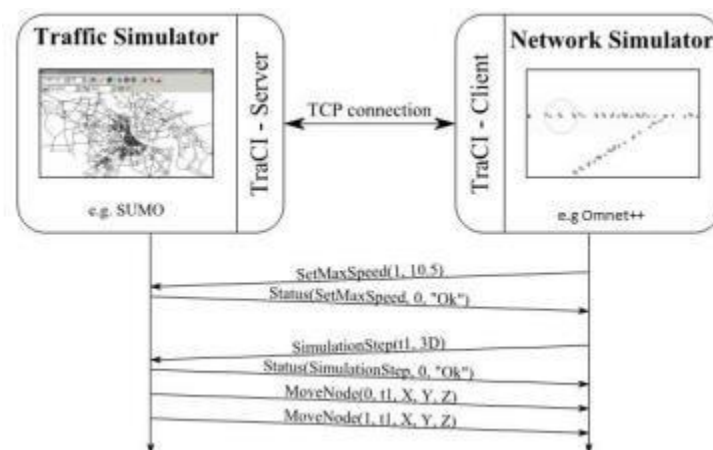 Traffic Simulator
TraCI - Server
e.g. SUMO
TCP connection
Network Simulator
TraCI - Client
e.g Omnet++
SetMaxSpeed(1, 10.5)
Status(SetMaxSpeed, 0, "Ok")
SimulationStep(t1, 3D)
Status(SimulationStep, 0, "Ok")
MoveNode(0, t1, X, Y, Z)
MoveNode(1, t1, X, Y, Z)